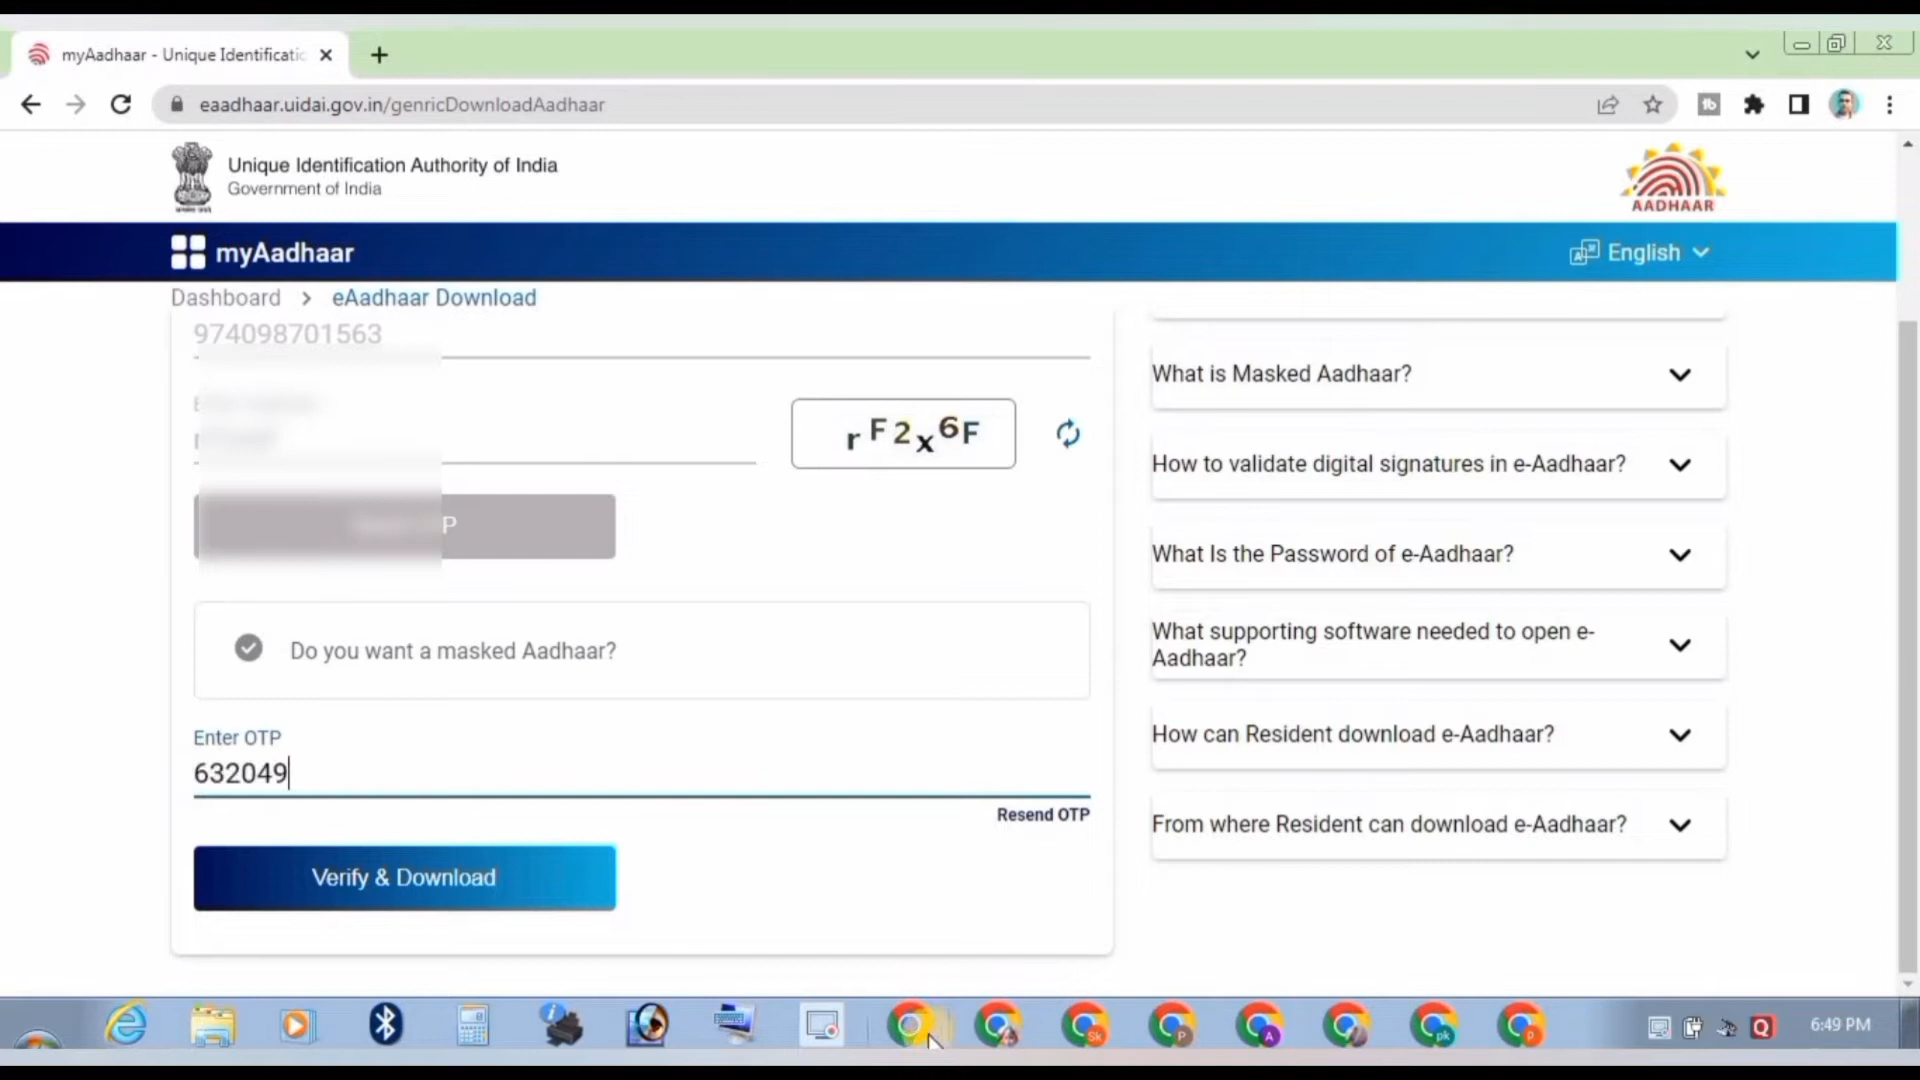 myAadhaar - Unique Identificatic
eaadhaar.uidai.gov.in/genricDownloadAadhaar
Unique Identification Authority of India
Government of India
AADHAAR
myAadhaar
English
Dashboard > eAadhaar Download
974098701563
rF2x6F
P
Do you want a masked Aadhaar?
Enter OTP
632049
Resend OTP
Verify & Download
What is Masked Aadhaar?
How to validate digital signatures in e-Aadhaar?
What Is the Password of e-Aadhaar?
What supporting software needed to open e-
Aadhaar?
How can Resident download e-Aadhaar?
From where Resident can download e-Aadhaar?
Sk
P
A
pk
p
Q
6:49 PM